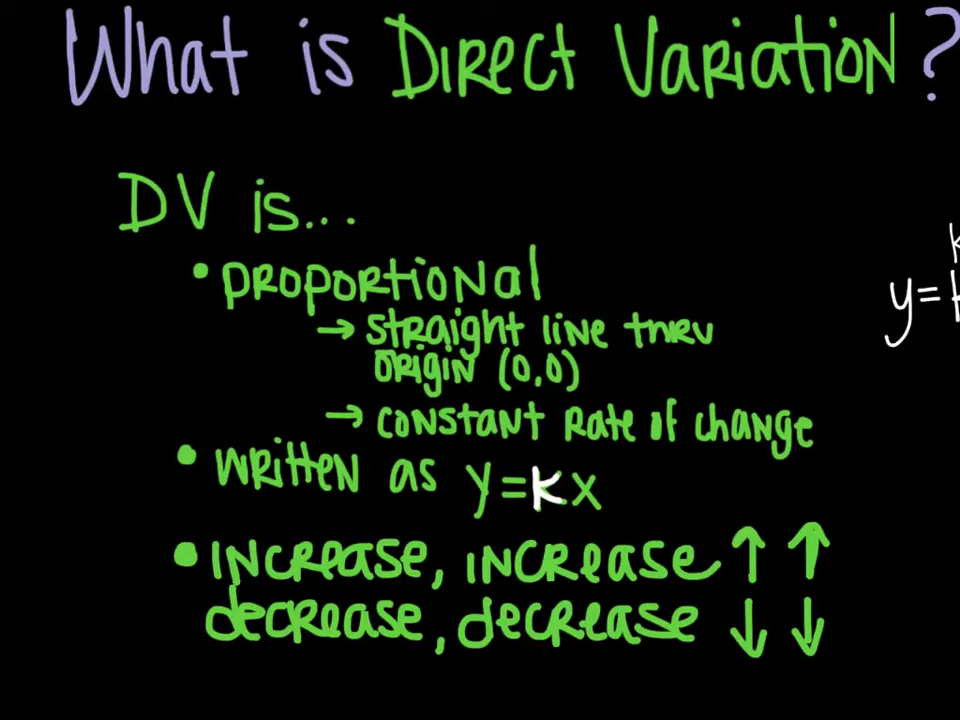 What is Direct Variation?
DV is...
• Proportional
→ straight line thru
origin (0,0)
→ constant rate of change
• written as y=kx
y=
• increase, increase ↑ ↑
decrease, decrease ↓ ↓